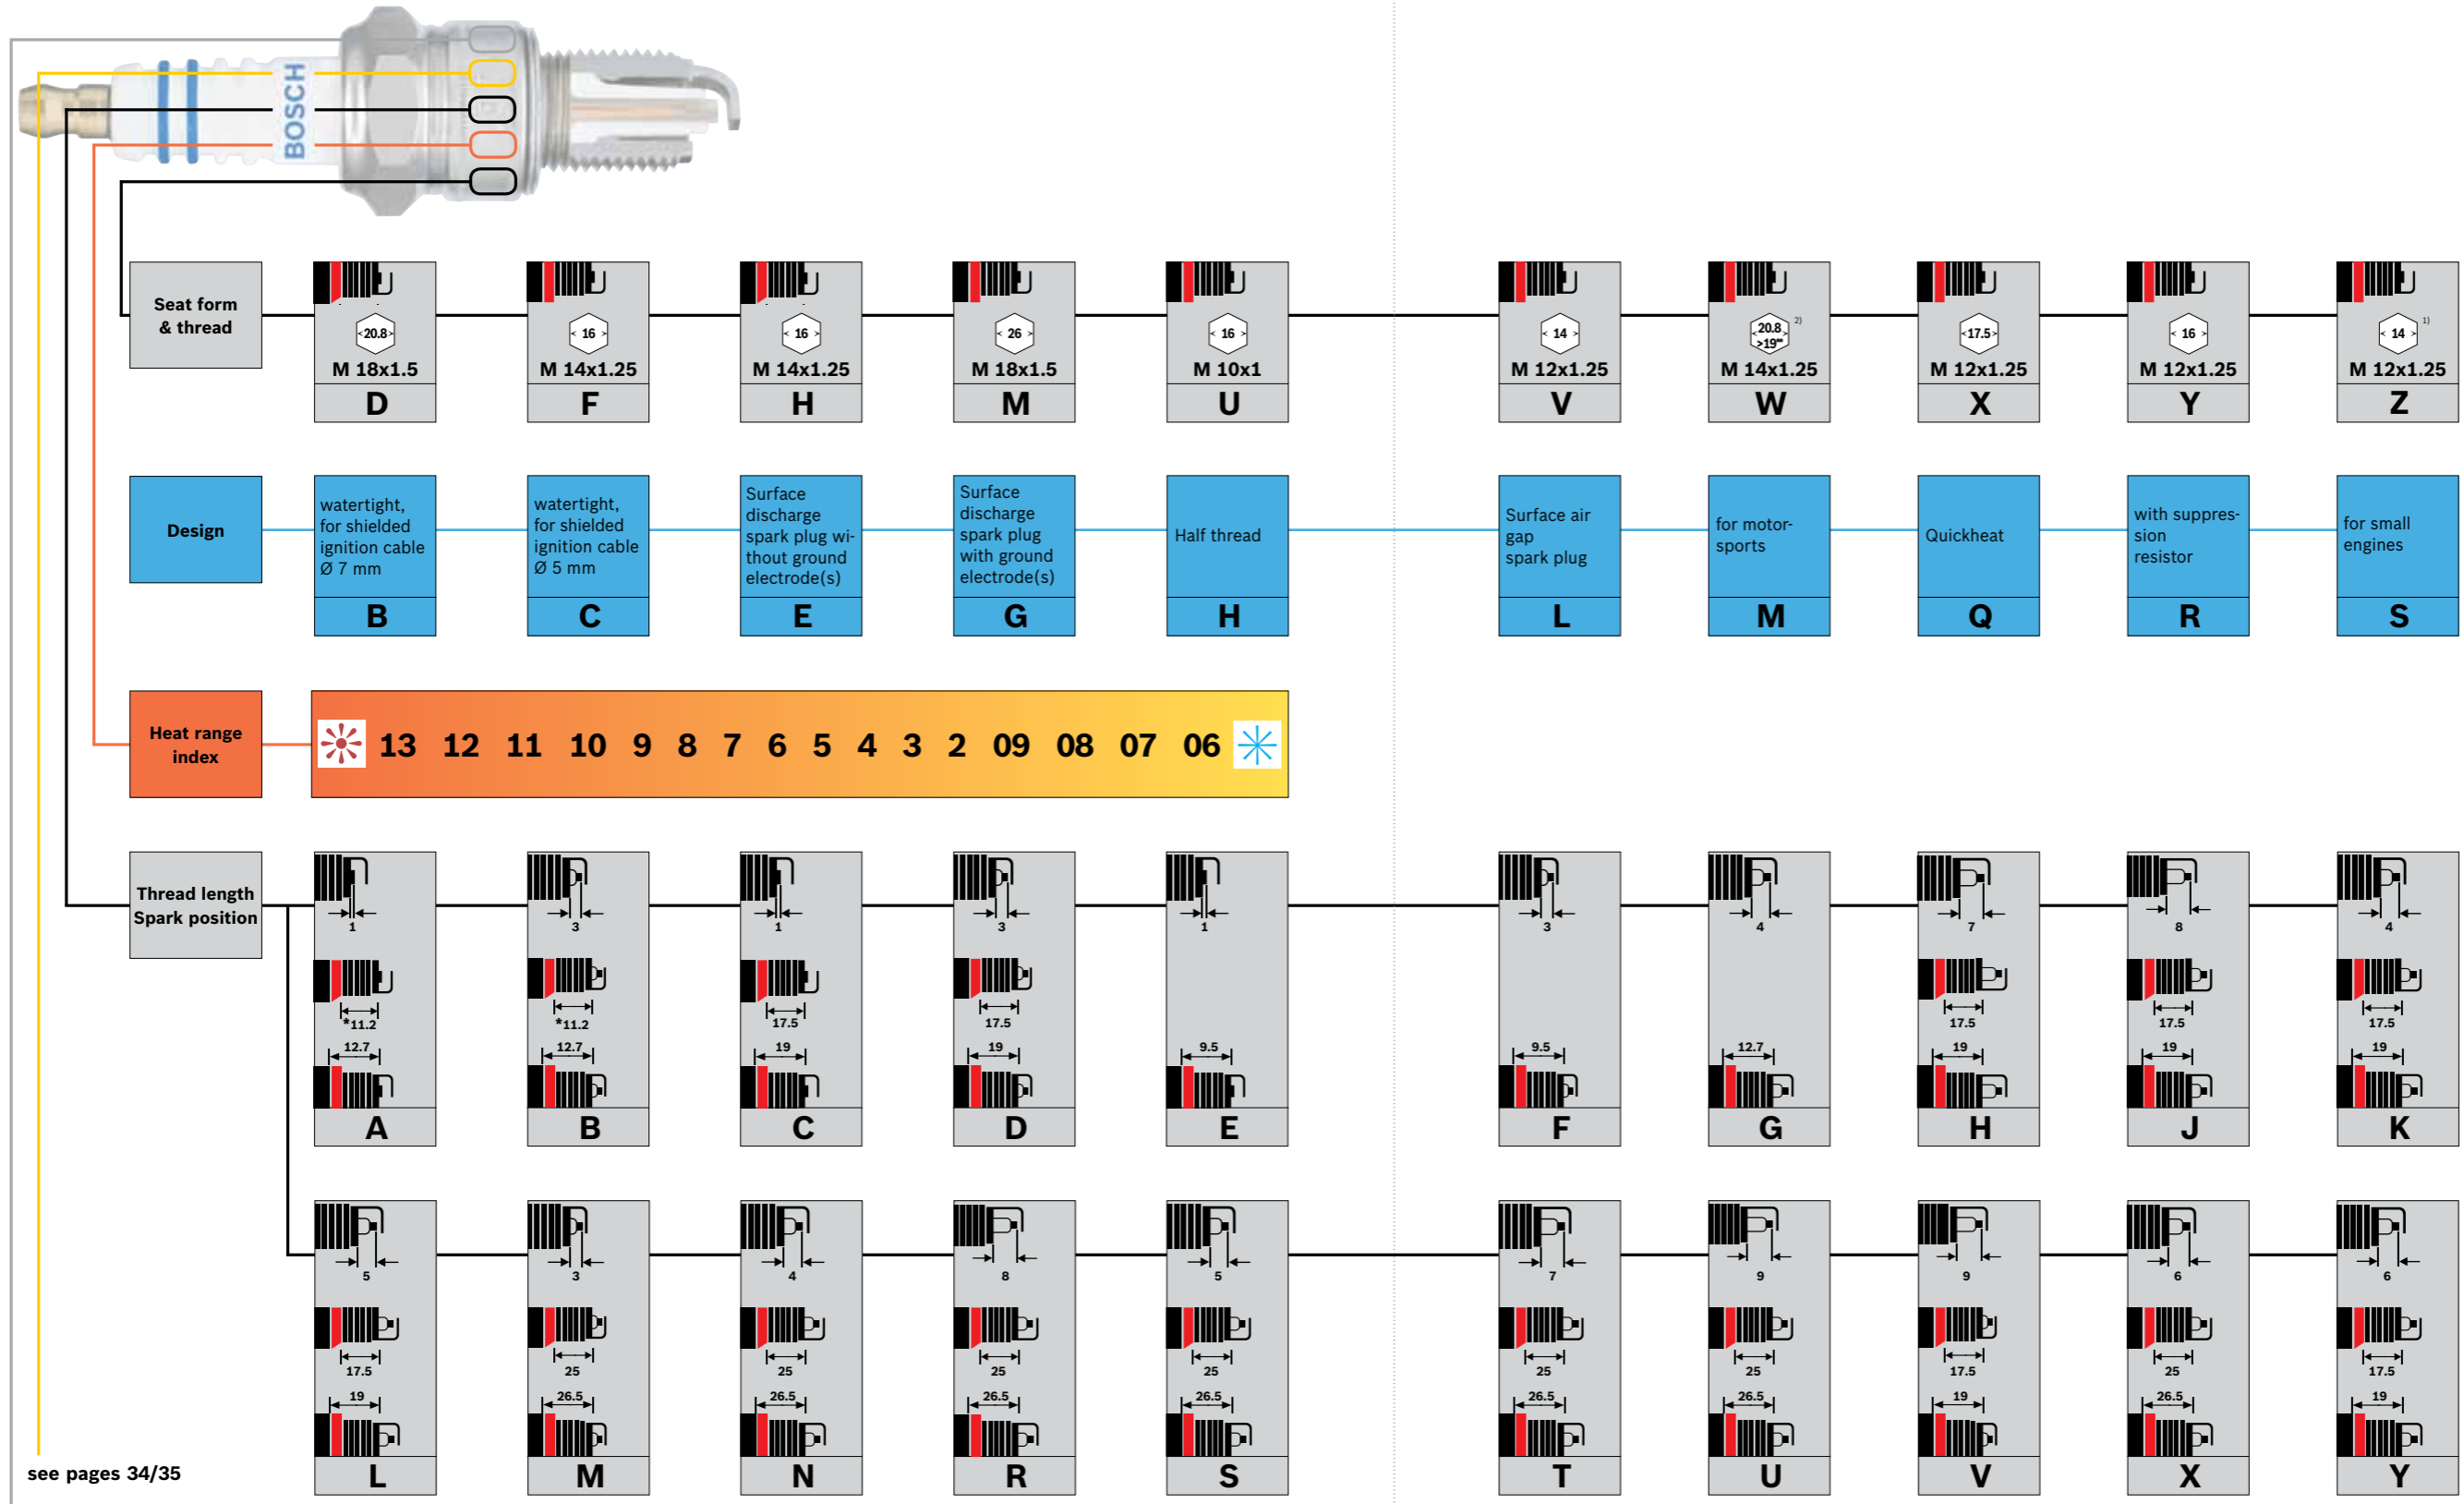 BOSCH
Seat form
& thread
<20.8>
M 18x1.5
D
< 16 >
M 14x1.25
F
< 16 >
M 14x1.25
H
< 26 >
M 18x1.5
M
< 16 >
M 10x1
U
< 14 >
M 12x1.25
V
20.8
>19**
2)
M 14x1.25
W
<17.5>
M 12x1.25
X
< 16 >
M 12x1.25
Y
< 14 >
1)
M 12x1.25
Z
Design
watertight,
for shielded
ignition cable
Ø 7 mm
B
watertight,
for shielded
ignition cable
Ø 5 mm
C
Surface
discharge
spark plug wi-
thout ground
electrode(s)
E
Surface
discharge
spark plug
with ground
electrode(s)
G
Half thread
H
Surface air
gap
spark plug
L
for motor-
sports
M
Quickheat
Q
with suppres-
sion
resistor
R
for small
engines
S
Heat range
index
13 12 11 10 9 8 7 6 5 4 3 2 09 08 07 06
Thread length
Spark position
1
*11.2
12.7
A
3
*11.2
12.7
B
1
17.5
19
C
3
17.5
19
D
1
9.5
E
3
9.5
F
4
12.7
G
7
17.5
19
H
8
17.5
19
J
4
17.5
19
K
5
17.5
19
L
3
25
26.5
M
4
25
26.5
N
8
25
26.5
R
5
25
26.5
S
7
25
26.5
T
9
25
26.5
U
9
17.5
19
V
6
25
26.5
X
6
17.5
19
Y
see pages 34/35